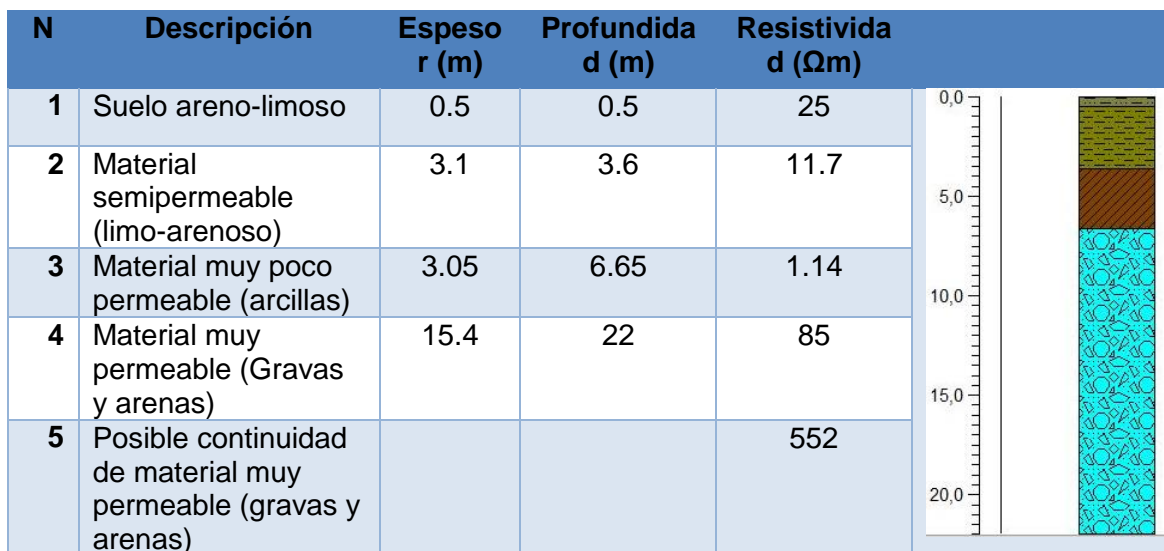 N Descripción Espeso Profundida Resistivida
r (m) d (m) d (Ωm)
1 Suelo areno-limoso 0.5 0.5 25
2 Material 3.1 3.6 11.7
semipermeable
(limo-arenoso)
3 Material muy poco 3.05 6.65 1.14
permeable (arcillas)
4 Material muy 15.4 22 85
permeable (Gravas
y arenas)
5 Posible continuidad 552
de material muy
permeable (gravas y
arenas)
0,0
5,0
10,0
15,0
20,0